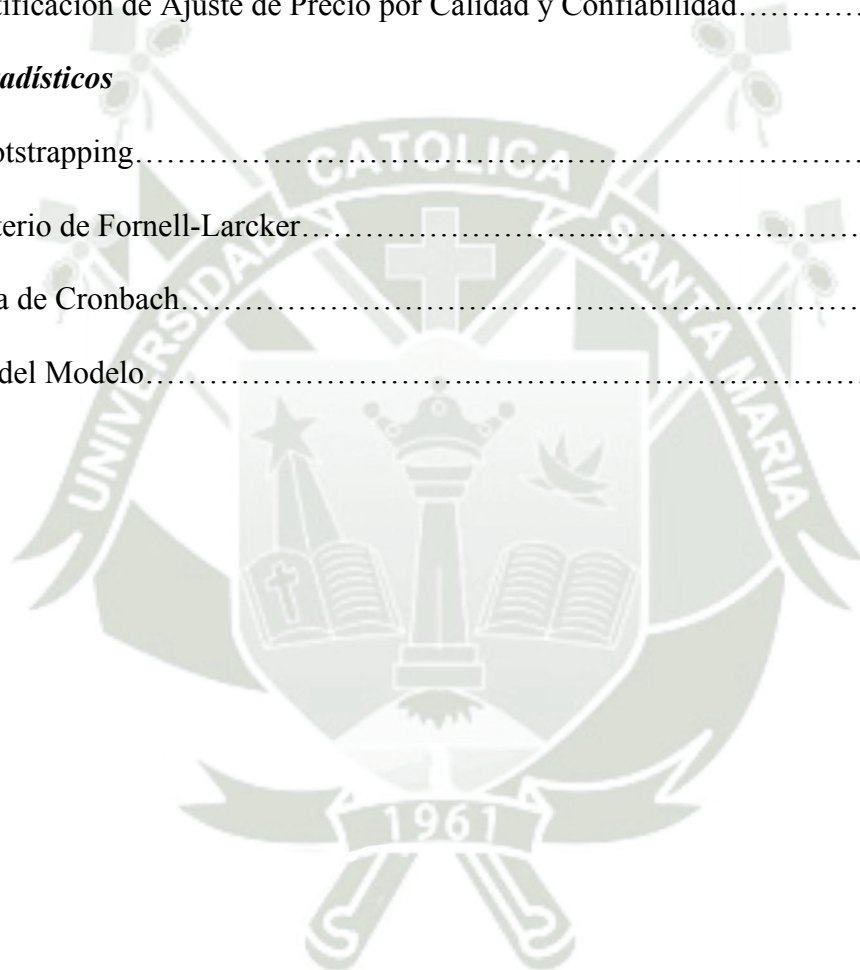 tificación de Ajuste de Precio por Calidad y Confiabilidad……………
adísticos
otstrapping……………………………………………………………………
terio de Fornell-Larcker……………………………………………………
a de Cronbach………………………………………………………………
del Modelo……………………………………………………………………
UNIVERSIDAD CATOLICA SANTA MARIA
1961